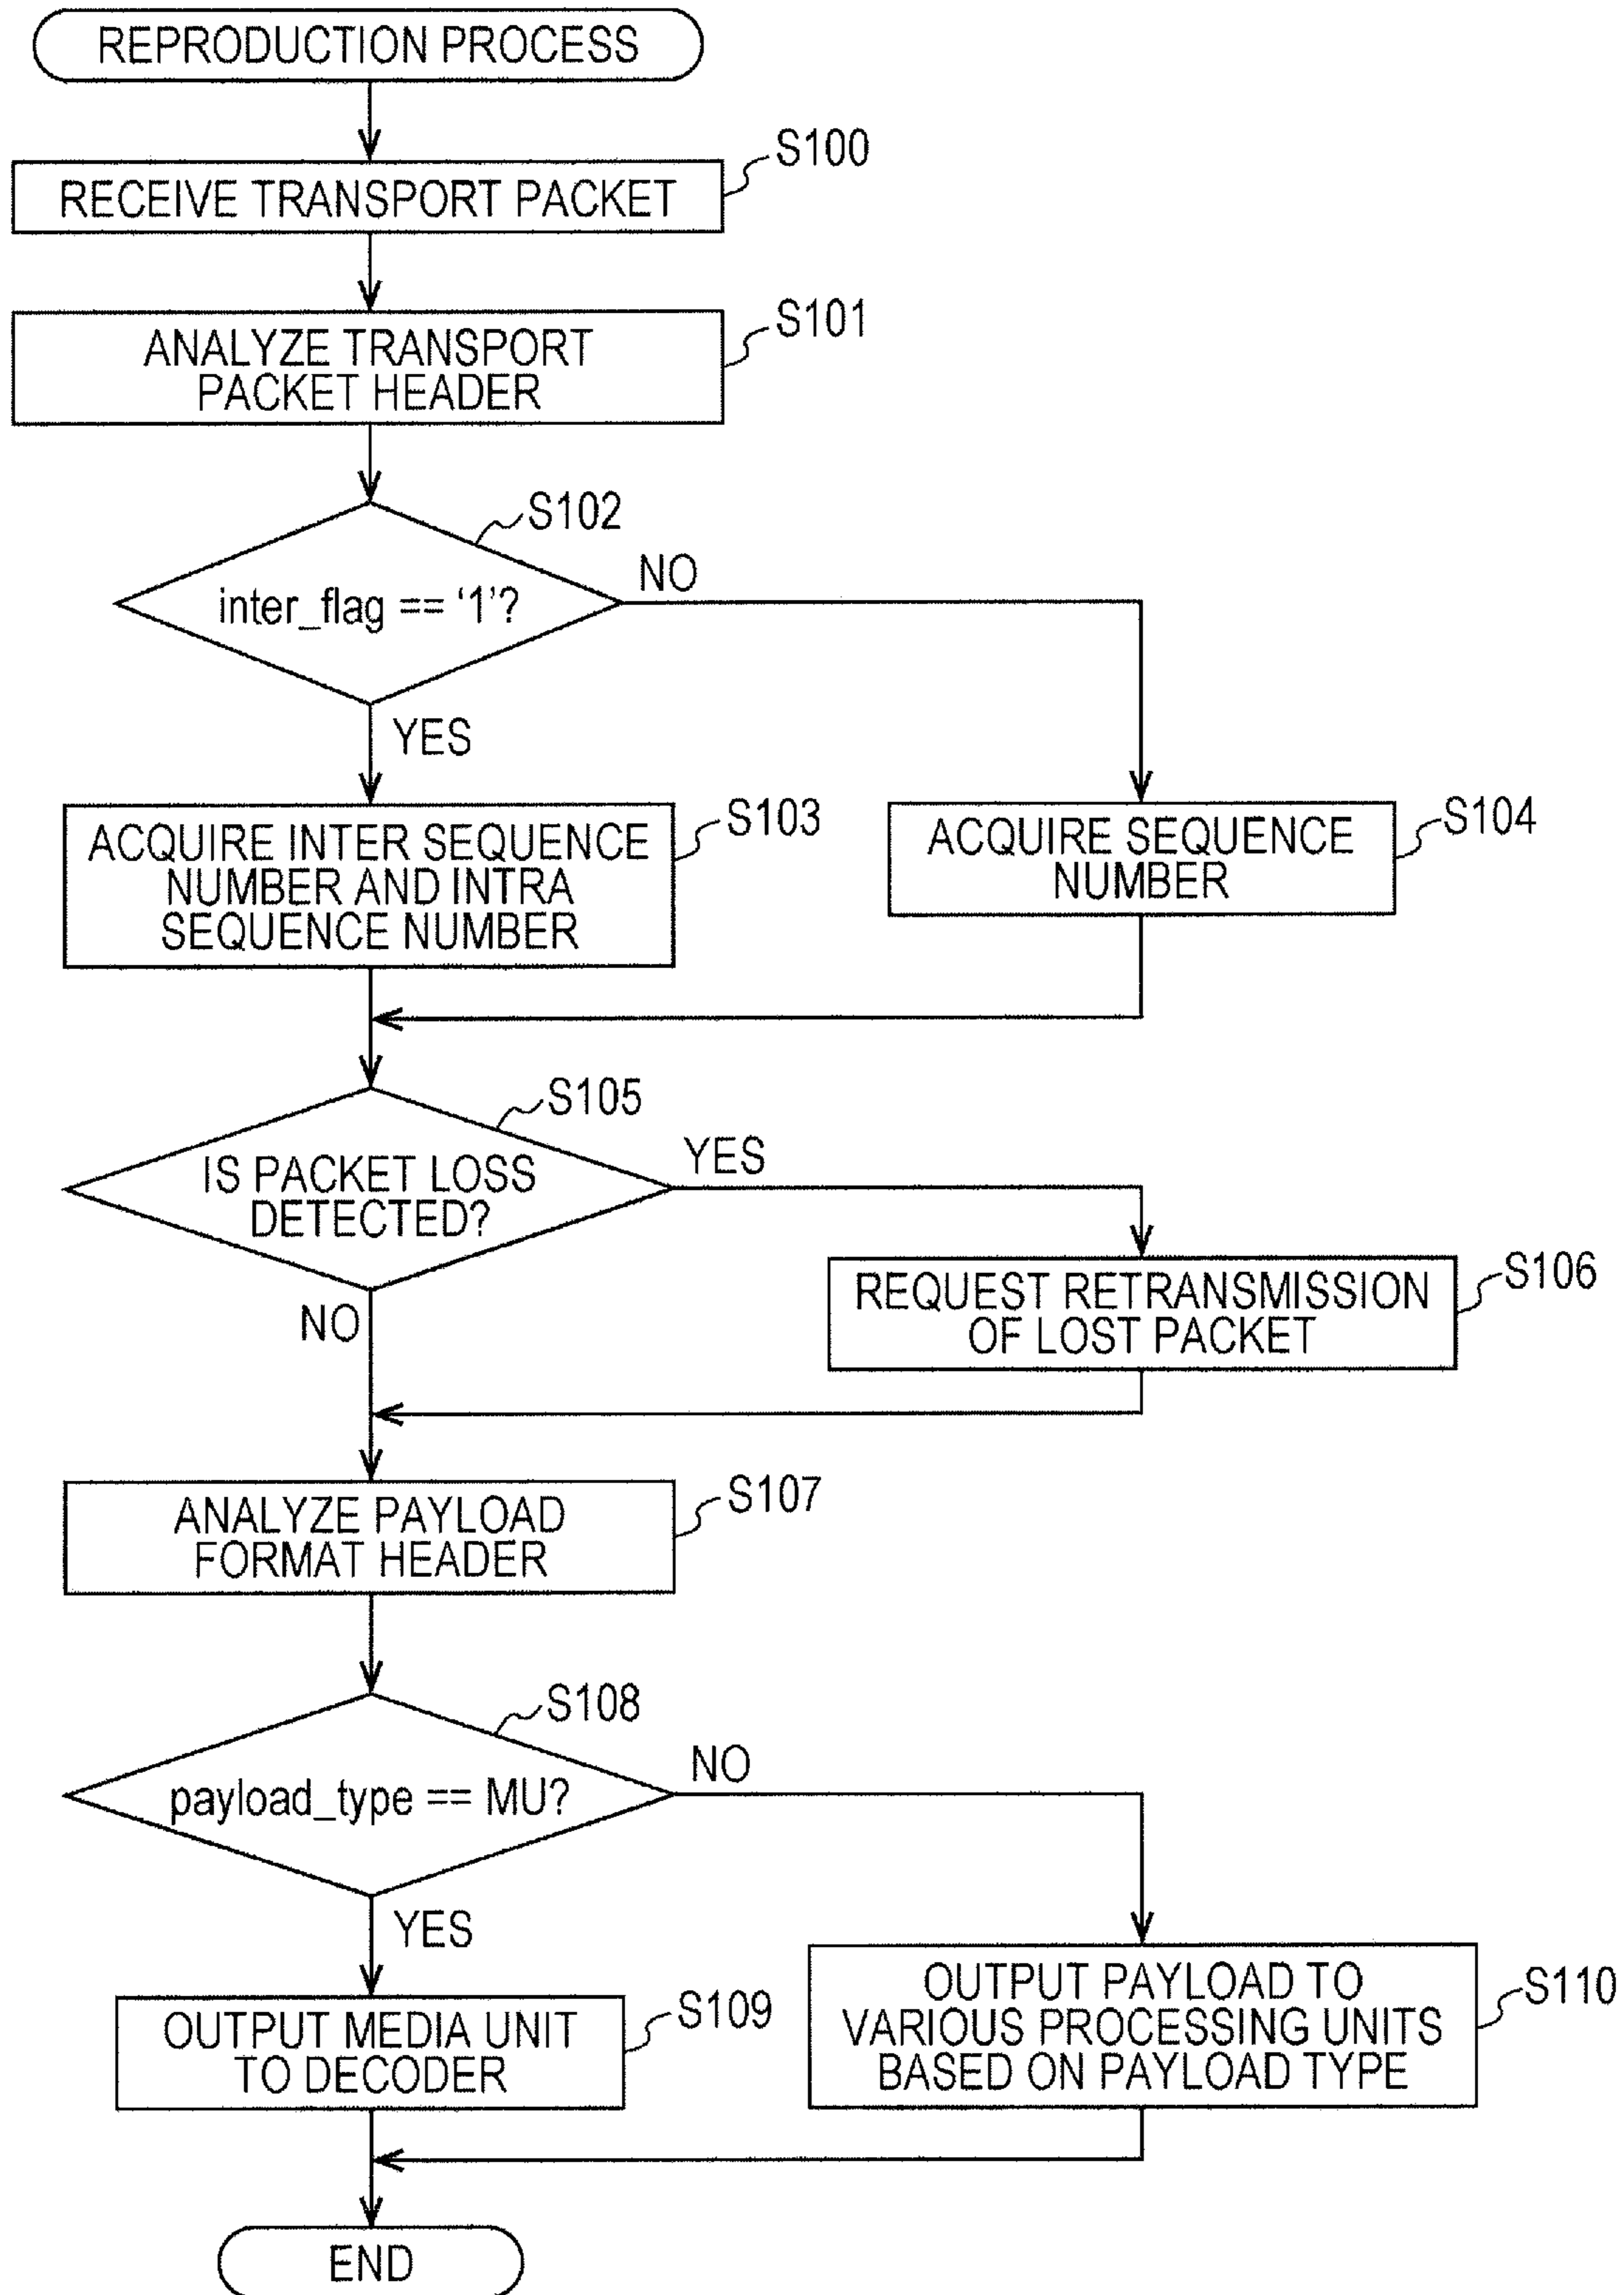 REPRODUCTION PROCESS
S100
RECEIVE TRANSPORT PACKET
S101
ANALYZE TRANSPORT
PACKET HEADER
S102
inter_flag == ‘1’?
NO
YES
S103
ACQUIRE INTER SEQUENCE
NUMBER AND INTRA
SEQUENCE NUMBER
S104
ACQUIRE SEQUENCE
NUMBER
S105
IS PACKET LOSS
DETECTED?
YES
NO
S106
REQUEST RETRANSMISSION
OF LOST PACKET
S107
ANALYZE PAYLOAD
FORMAT HEADER
S108
payload_type == MU?
NO
YES
S109
OUTPUT MEDIA UNIT
TO DECODER
S110
OUTPUT PAYLOAD TO
VARIOUS PROCESSING UNITS
BASED ON PAYLOAD TYPE
END